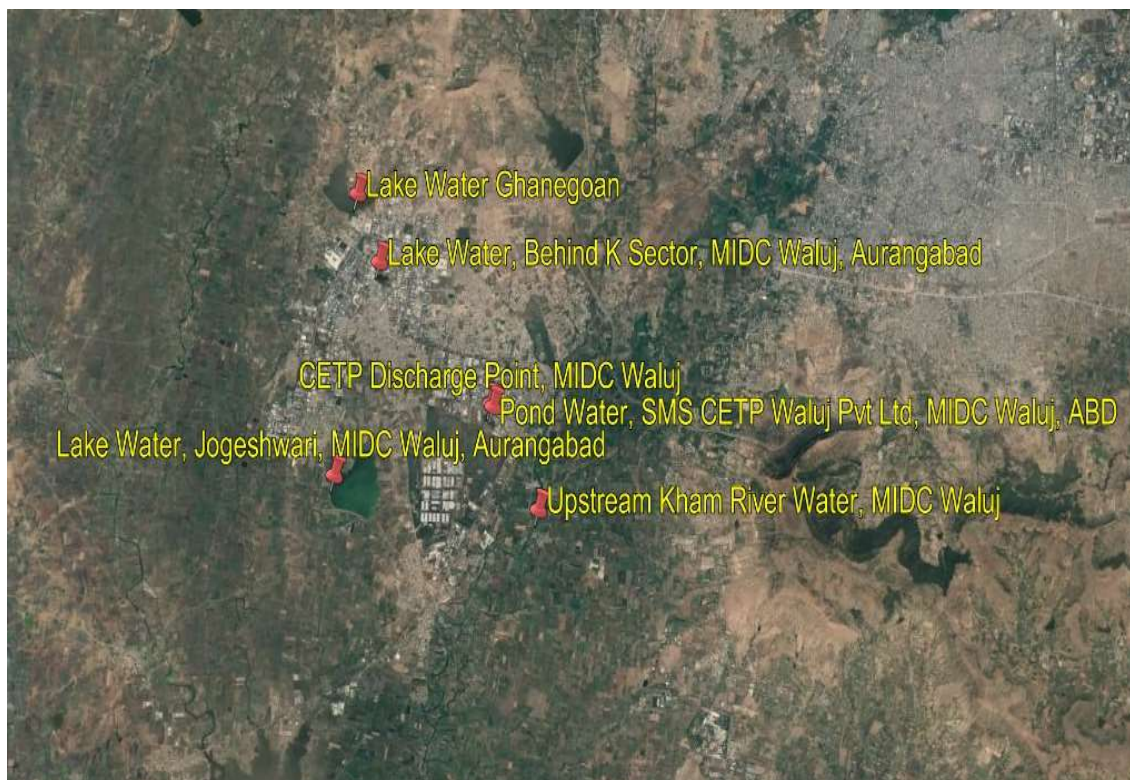 Lake Water Ghanegoan
Lake Water, Behind K Sector, MIDC Waluj, Aurangabad
CETP Discharge Point, MIDC Waluj
Pond Water, SMS CETP Waluj Pvt Ltd, MIDC Waluj, ABD
Lake Water, Jogeshwari, MIDC Waluj, Aurangabad
Upstream Kham River Water, MIDC Waluj